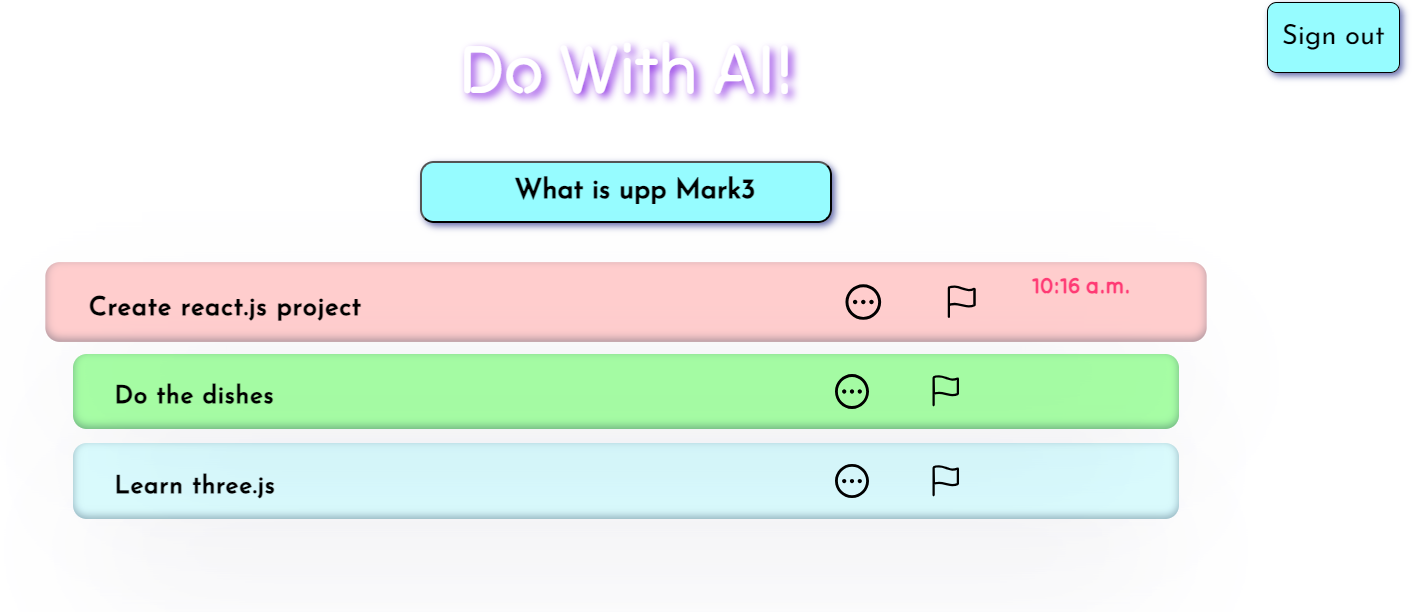 Sign out
Do With AI!
What is upp Mark3
Create react.js project
10:16 a.m.
Do the dishes
Learn three.js